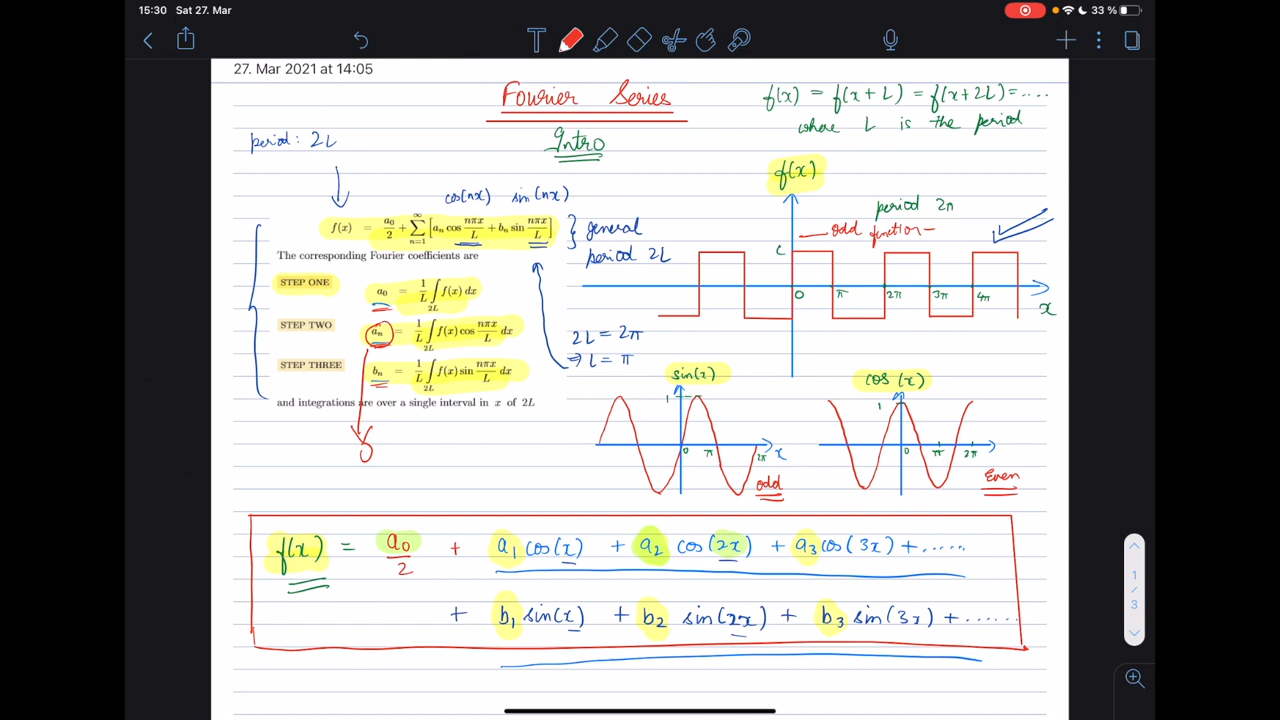 15:30 Sat 27. Mar
33 %
T
27. Mar 2021 at 14:05
Fourier Series
Intro
f(x) = f(x+L) = f(x+2L)=....
where L is the period
period: 2L
cos(nx) sin(nx)
f(x) = a₀/2 + ∑_{n=1}^{∞} [aₙ cos nπx/L + bₙ sin nπx/L]
general
period 2L
The corresponding Fourier coefficients are
STEP ONE a₀ = 1/L ∫_{2L} f(x) dx
STEP TWO aₙ = 1/L ∫_{2L} f(x) cos nπx/L dx
STEP THREE bₙ = 1/L ∫_{2L} f(x) sin nπx/L dx
and integrations are over a single interval in x of 2L
0
2L = 2π
⇒ L = π
f(x)
period 2π
odd function
c
0 π 2π 3π 4π
x
sin(x)
1
0 π 2π x
odd
cos(x)
1
0 π 2π
Even
f(x) = a₀/2 + a₁ cos(x) + a₂ cos(2x) + a₃ cos(3x) + ......
+ b₁ sin(x) + b₂ sin(2x) + b₃ sin(3x) + ......
1
/
3